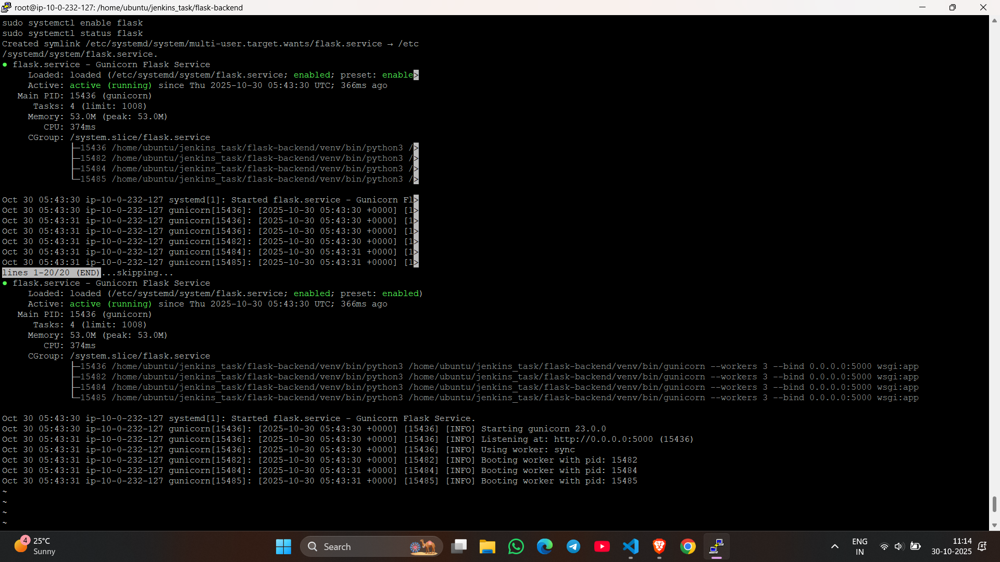 root@ip-10-0-232-127: /home/ubuntu/jenkins_task/flask-backend
sudo systemctl enable flask
sudo systemctl status flask
Created symlink /etc/systemd/system/multi-user.target.wants/flask.service → /etc
/systemd/system/flask.service.
● flask.service - Gunicorn Flask Service
     Loaded: loaded (/etc/systemd/system/flask.service; enabled; preset: enable>
     Active: active (running) since Thu 2025-10-30 05:43:30 UTC; 366ms ago
   Main PID: 15436 (gunicorn)
      Tasks: 4 (limit: 1008)
     Memory: 53.0M (peak: 53.0M)
        CPU: 374ms
     CGroup: /system.slice/flask.service
             ├─15436 /home/ubuntu/jenkins_task/flask-backend/venv/bin/python3 />
             ├─15482 /home/ubuntu/jenkins_task/flask-backend/venv/bin/python3 />
             ├─15484 /home/ubuntu/jenkins_task/flask-backend/venv/bin/python3 />
             └─15485 /home/ubuntu/jenkins_task/flask-backend/venv/bin/python3 />
Oct 30 05:43:30 ip-10-0-232-127 systemd[1]: Started flask.service - Gunicorn Fl>
Oct 30 05:43:30 ip-10-0-232-127 gunicorn[15436]: [2025-10-30 05:43:30 +0000] [1>
Oct 30 05:43:31 ip-10-0-232-127 gunicorn[15436]: [2025-10-30 05:43:30 +0000] [1>
Oct 30 05:43:31 ip-10-0-232-127 gunicorn[15436]: [2025-10-30 05:43:30 +0000] [1>
Oct 30 05:43:31 ip-10-0-232-127 gunicorn[15482]: [2025-10-30 05:43:30 +0000] [1>
Oct 30 05:43:31 ip-10-0-232-127 gunicorn[15484]: [2025-10-30 05:43:31 +0000] [1>
Oct 30 05:43:31 ip-10-0-232-127 gunicorn[15485]: [2025-10-30 05:43:31 +0000] [1>
lines 1-20/20 (END)...skipping...
● flask.service - Gunicorn Flask Service
     Loaded: loaded (/etc/systemd/system/flask.service; enabled; preset: enabled)
     Active: active (running) since Thu 2025-10-30 05:43:30 UTC; 366ms ago
   Main PID: 15436 (gunicorn)
      Tasks: 4 (limit: 1008)
     Memory: 53.0M (peak: 53.0M)
        CPU: 374ms
     CGroup: /system.slice/flask.service
             ├─15436 /home/ubuntu/jenkins_task/flask-backend/venv/bin/python3 /home/ubuntu/jenkins_task/flask-backend/venv/bin/gunicorn --workers 3 --bind 0.0.0.0:5000 wsgi:app
             ├─15482 /home/ubuntu/jenkins_task/flask-backend/venv/bin/python3 /home/ubuntu/jenkins_task/flask-backend/venv/bin/gunicorn --workers 3 --bind 0.0.0.0:5000 wsgi:app
             ├─15484 /home/ubuntu/jenkins_task/flask-backend/venv/bin/python3 /home/ubuntu/jenkins_task/flask-backend/venv/bin/gunicorn --workers 3 --bind 0.0.0.0:5000 wsgi:app
             └─15485 /home/ubuntu/jenkins_task/flask-backend/venv/bin/python3 /home/ubuntu/jenkins_task/flask-backend/venv/bin/gunicorn --workers 3 --bind 0.0.0.0:5000 wsgi:app
Oct 30 05:43:30 ip-10-0-232-127 systemd[1]: Started flask.service - Gunicorn Flask Service.
Oct 30 05:43:30 ip-10-0-232-127 gunicorn[15436]: [2025-10-30 05:43:30 +0000] [15436] [INFO] Starting gunicorn 23.0.0
Oct 30 05:43:31 ip-10-0-232-127 gunicorn[15436]: [2025-10-30 05:43:30 +0000] [15436] [INFO] Listening at: http://0.0.0.0:5000 (15436)
Oct 30 05:43:31 ip-10-0-232-127 gunicorn[15436]: [2025-10-30 05:43:30 +0000] [15436] [INFO] Using worker: sync
Oct 30 05:43:31 ip-10-0-232-127 gunicorn[15482]: [2025-10-30 05:43:30 +0000] [15482] [INFO] Booting worker with pid: 15482
Oct 30 05:43:31 ip-10-0-232-127 gunicorn[15484]: [2025-10-30 05:43:31 +0000] [15484] [INFO] Booting worker with pid: 15484
Oct 30 05:43:31 ip-10-0-232-127 gunicorn[15485]: [2025-10-30 05:43:31 +0000] [15485] [INFO] Booting worker with pid: 15485
~
~
~
~
4
25°C
Sunny
Search
ENG
IN
11:14
30-10-2025